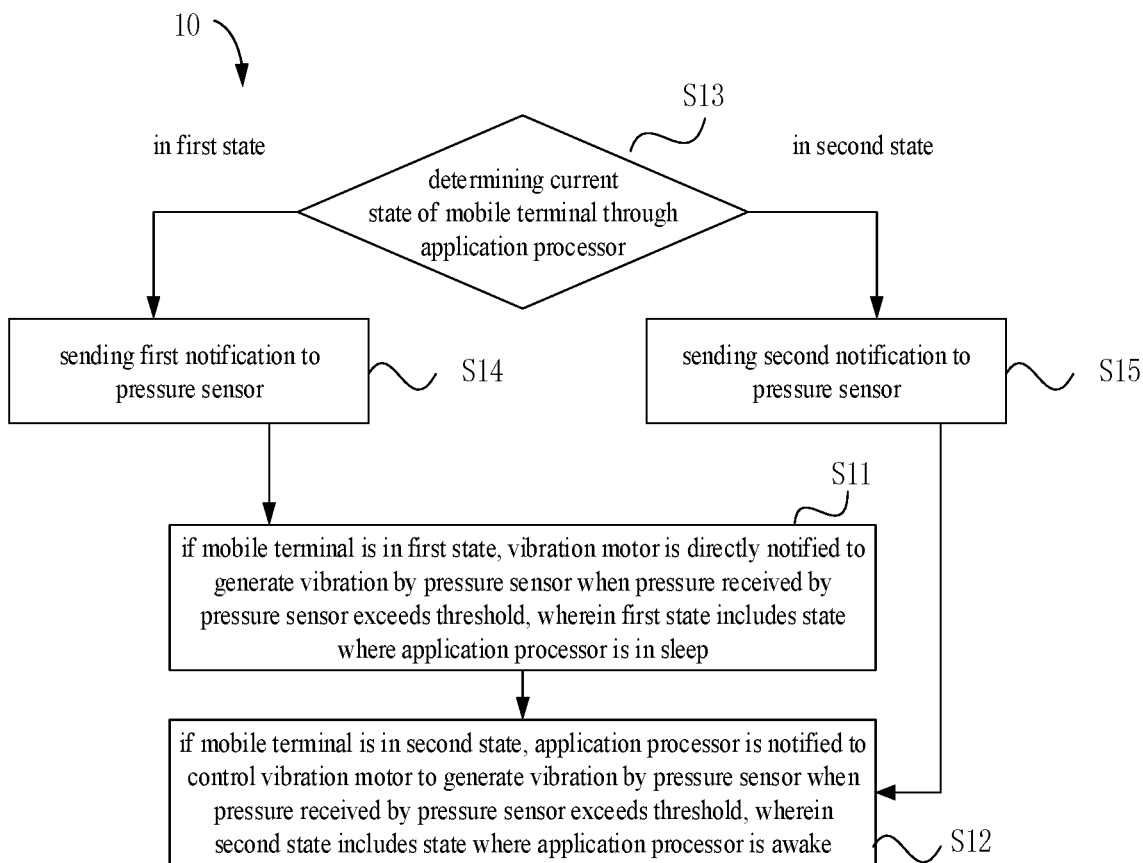 10
S13
in first state
in second state
determining current
state of mobile terminal through
application processor
sending first notification to
pressure sensor
S14
sending second notification to
pressure sensor
S15
S11
if mobile terminal is in first state, vibration motor is directly notified to
generate vibration by pressure sensor when pressure received by
pressure sensor exceeds threshold, wherein first state includes state
where application processor is in sleep
if mobile terminal is in second state, application processor is notified to
control vibration motor to generate vibration by pressure sensor when
pressure received by pressure sensor exceeds threshold, wherein
second state includes state where application processor is awake
S12